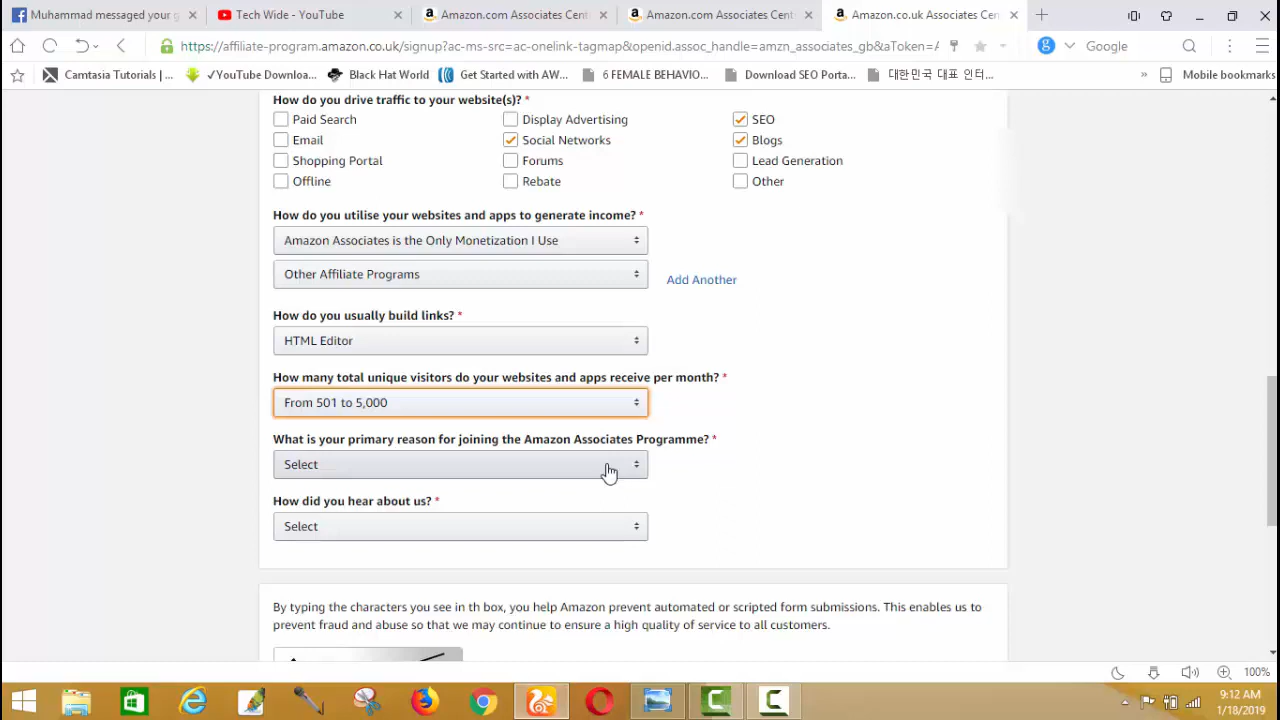 Muhammad messaged your g
Tech Wide - YouTube
Amazon.com Associates Cent
Amazon.com Associates Cent
Amazon.co.uk Associates Cen
https://affiliate-program.amazon.co.uk/signup?ac-ms-src=ac-onelink-tagmap&openid.assoc_handle=amzn_associates_gb&aToken=A
Google
Camtasia Tutorials | ...
✓YouTube Downloa...
Black Hat World
Get Started with AW...
6 FEMALE BEHAVIO...
Download SEO Porta...
대한민국 대표 인터...
»
Mobile bookmarks
How do you drive traffic to your website(s)? *
Paid Search
Display Advertising
SEO
Email
Social Networks
Blogs
Shopping Portal
Forums
Lead Generation
Offline
Rebate
Other
How do you utilise your websites and apps to generate income? *
Amazon Associates is the Only Monetization I Use
Other Affiliate Programs
Add Another
How do you usually build links? *
HTML Editor
How many total unique visitors do your websites and apps receive per month? *
From 501 to 5,000
What is your primary reason for joining the Amazon Associates Programme? *
Select
How did you hear about us? *
Select
By typing the characters you see in th box, you help Amazon prevent automated or scripted form submissions. This enables us to
prevent fraud and abuse so that we may continue to ensure a high quality of service to all customers.
100%
9:12 AM
1/18/2019